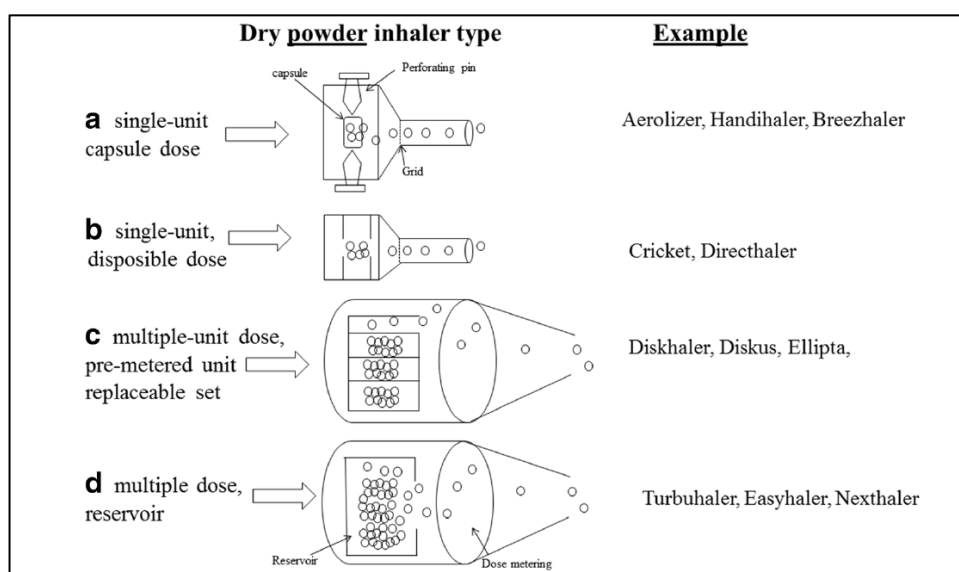 Dry powder inhaler type
Example
capsule
Perforating pin
a single-unit
capsule dose
Grid
Aerolizer, Handihaler, Breezhaler
b single-unit,
disposible dose
Cricket, Directhaler
c multiple-unit dose,
pre-metered unit
replaceable set
Diskhaler, Diskus, Ellipta,
d multiple dose,
reservoir
Reservoir
Dose metering
Turbuhaler, Easyhaler, Nexthaler